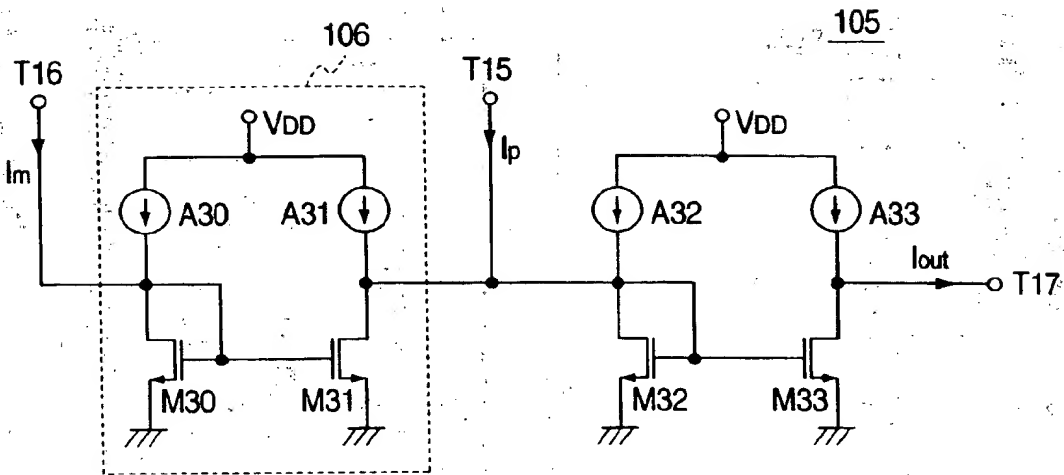 105
106
T16
T15
VDD
VDD
Im
Ip
A30
A31
A32
A33
Iout
T17
M30
M31
M32
M33